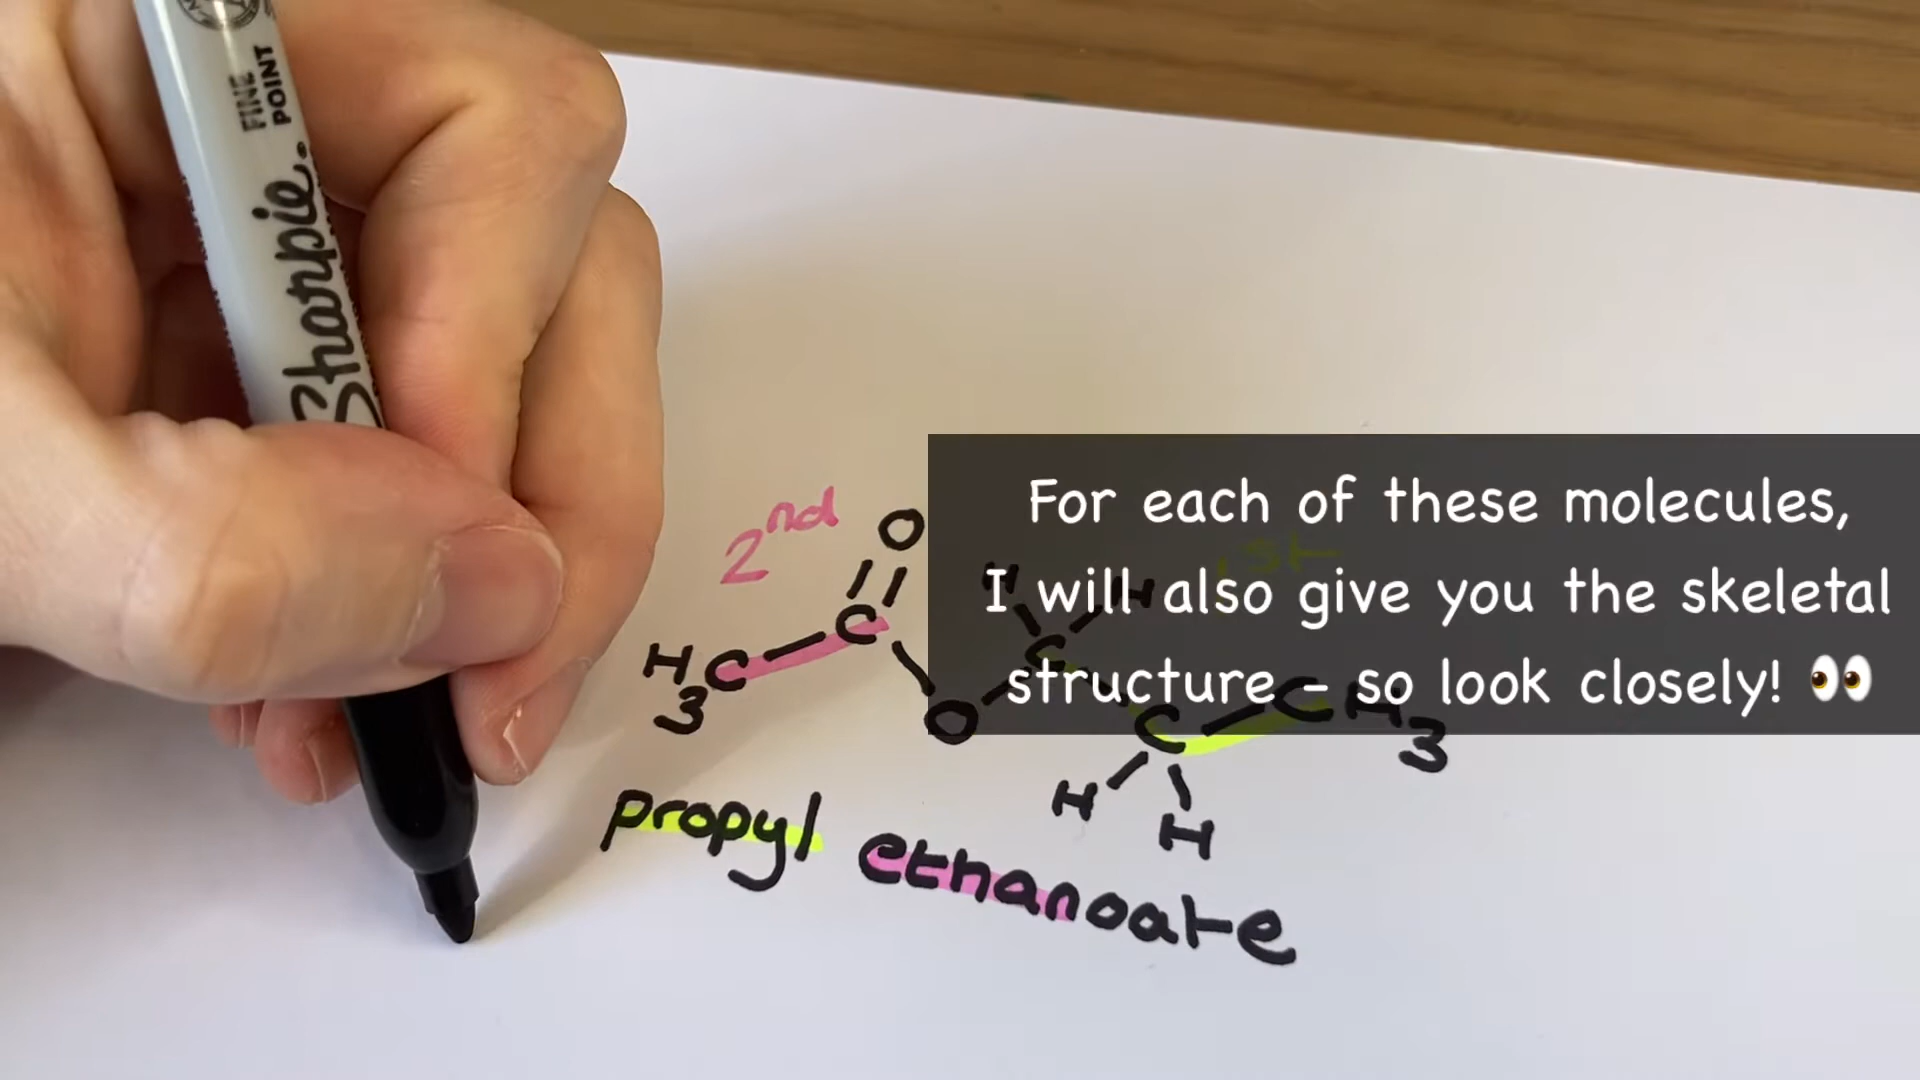 FINE
POINT
Sharpie.
For each of these molecules,
I will also give you the skeletal
structure - so look closely! 👀
2nd
1st
O
H H
C C
H3C O C CH3
H H
propyl ethanoate